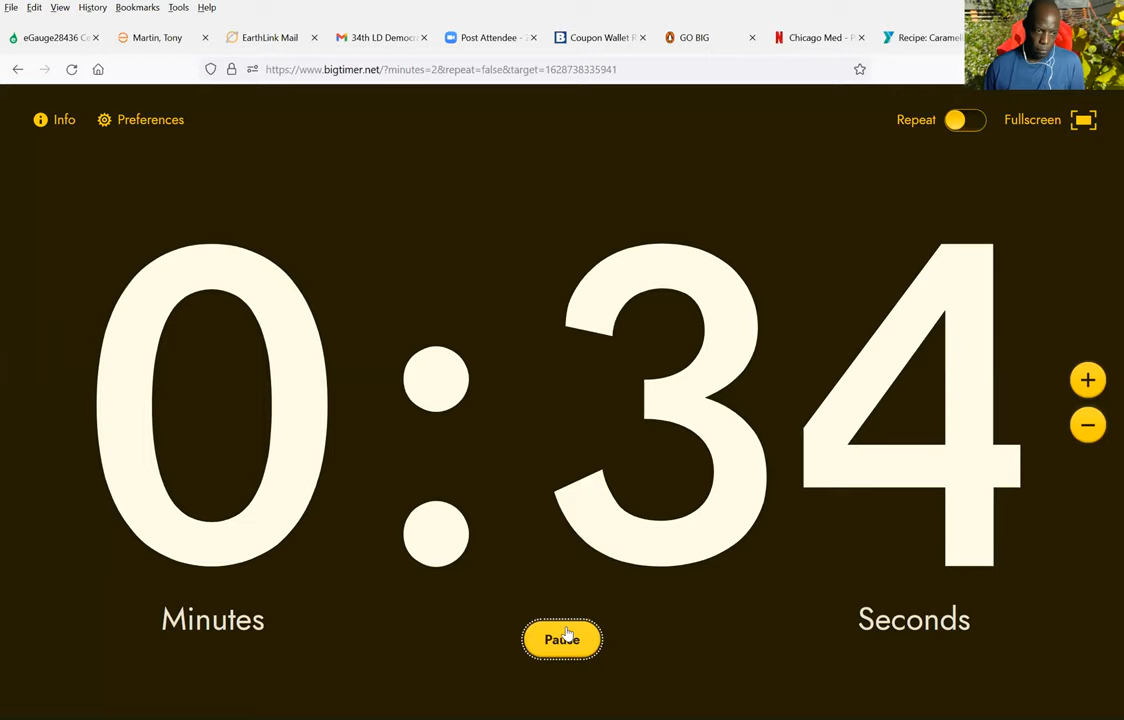 File Edit View History Bookmarks Tools Help
eGauge28436 Ce
Martin, Tony
EarthLink Mail
34th LD Democr
Post Attendee - Z
Coupon Wallet R
GO BIG
Chicago Med - P
Recipe: Caramel
https://www.bigtimer.net/?minutes=2&repeat=false&target=1628738335941
Info Preferences Repeat Fullscreen
0:34
+
−
Minutes Seconds
Pause